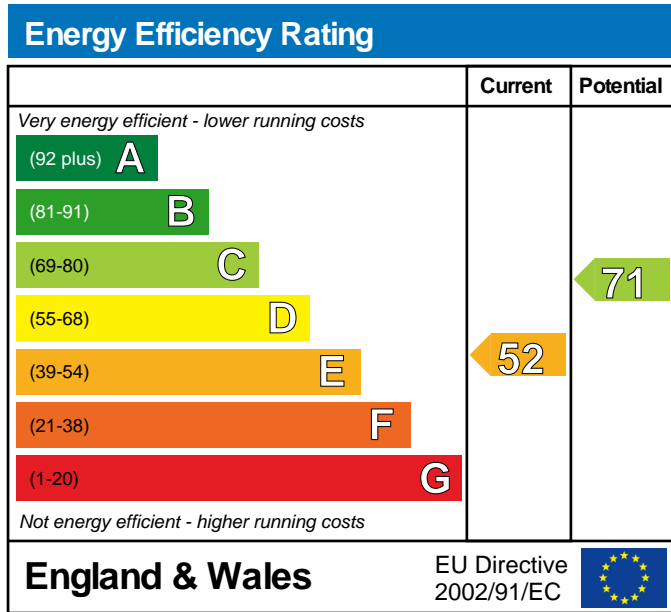 Energy Efficiency Rating
Current Potential
Very energy efficient - lower running costs
(92 plus) A
(81-91) B
(69-80) C
71
(55-68) D
52
(39-54) E
(21-38) F
(1-20) G
Not energy efficient - higher running costs
England & Wales
EU Directive
2002/91/EC